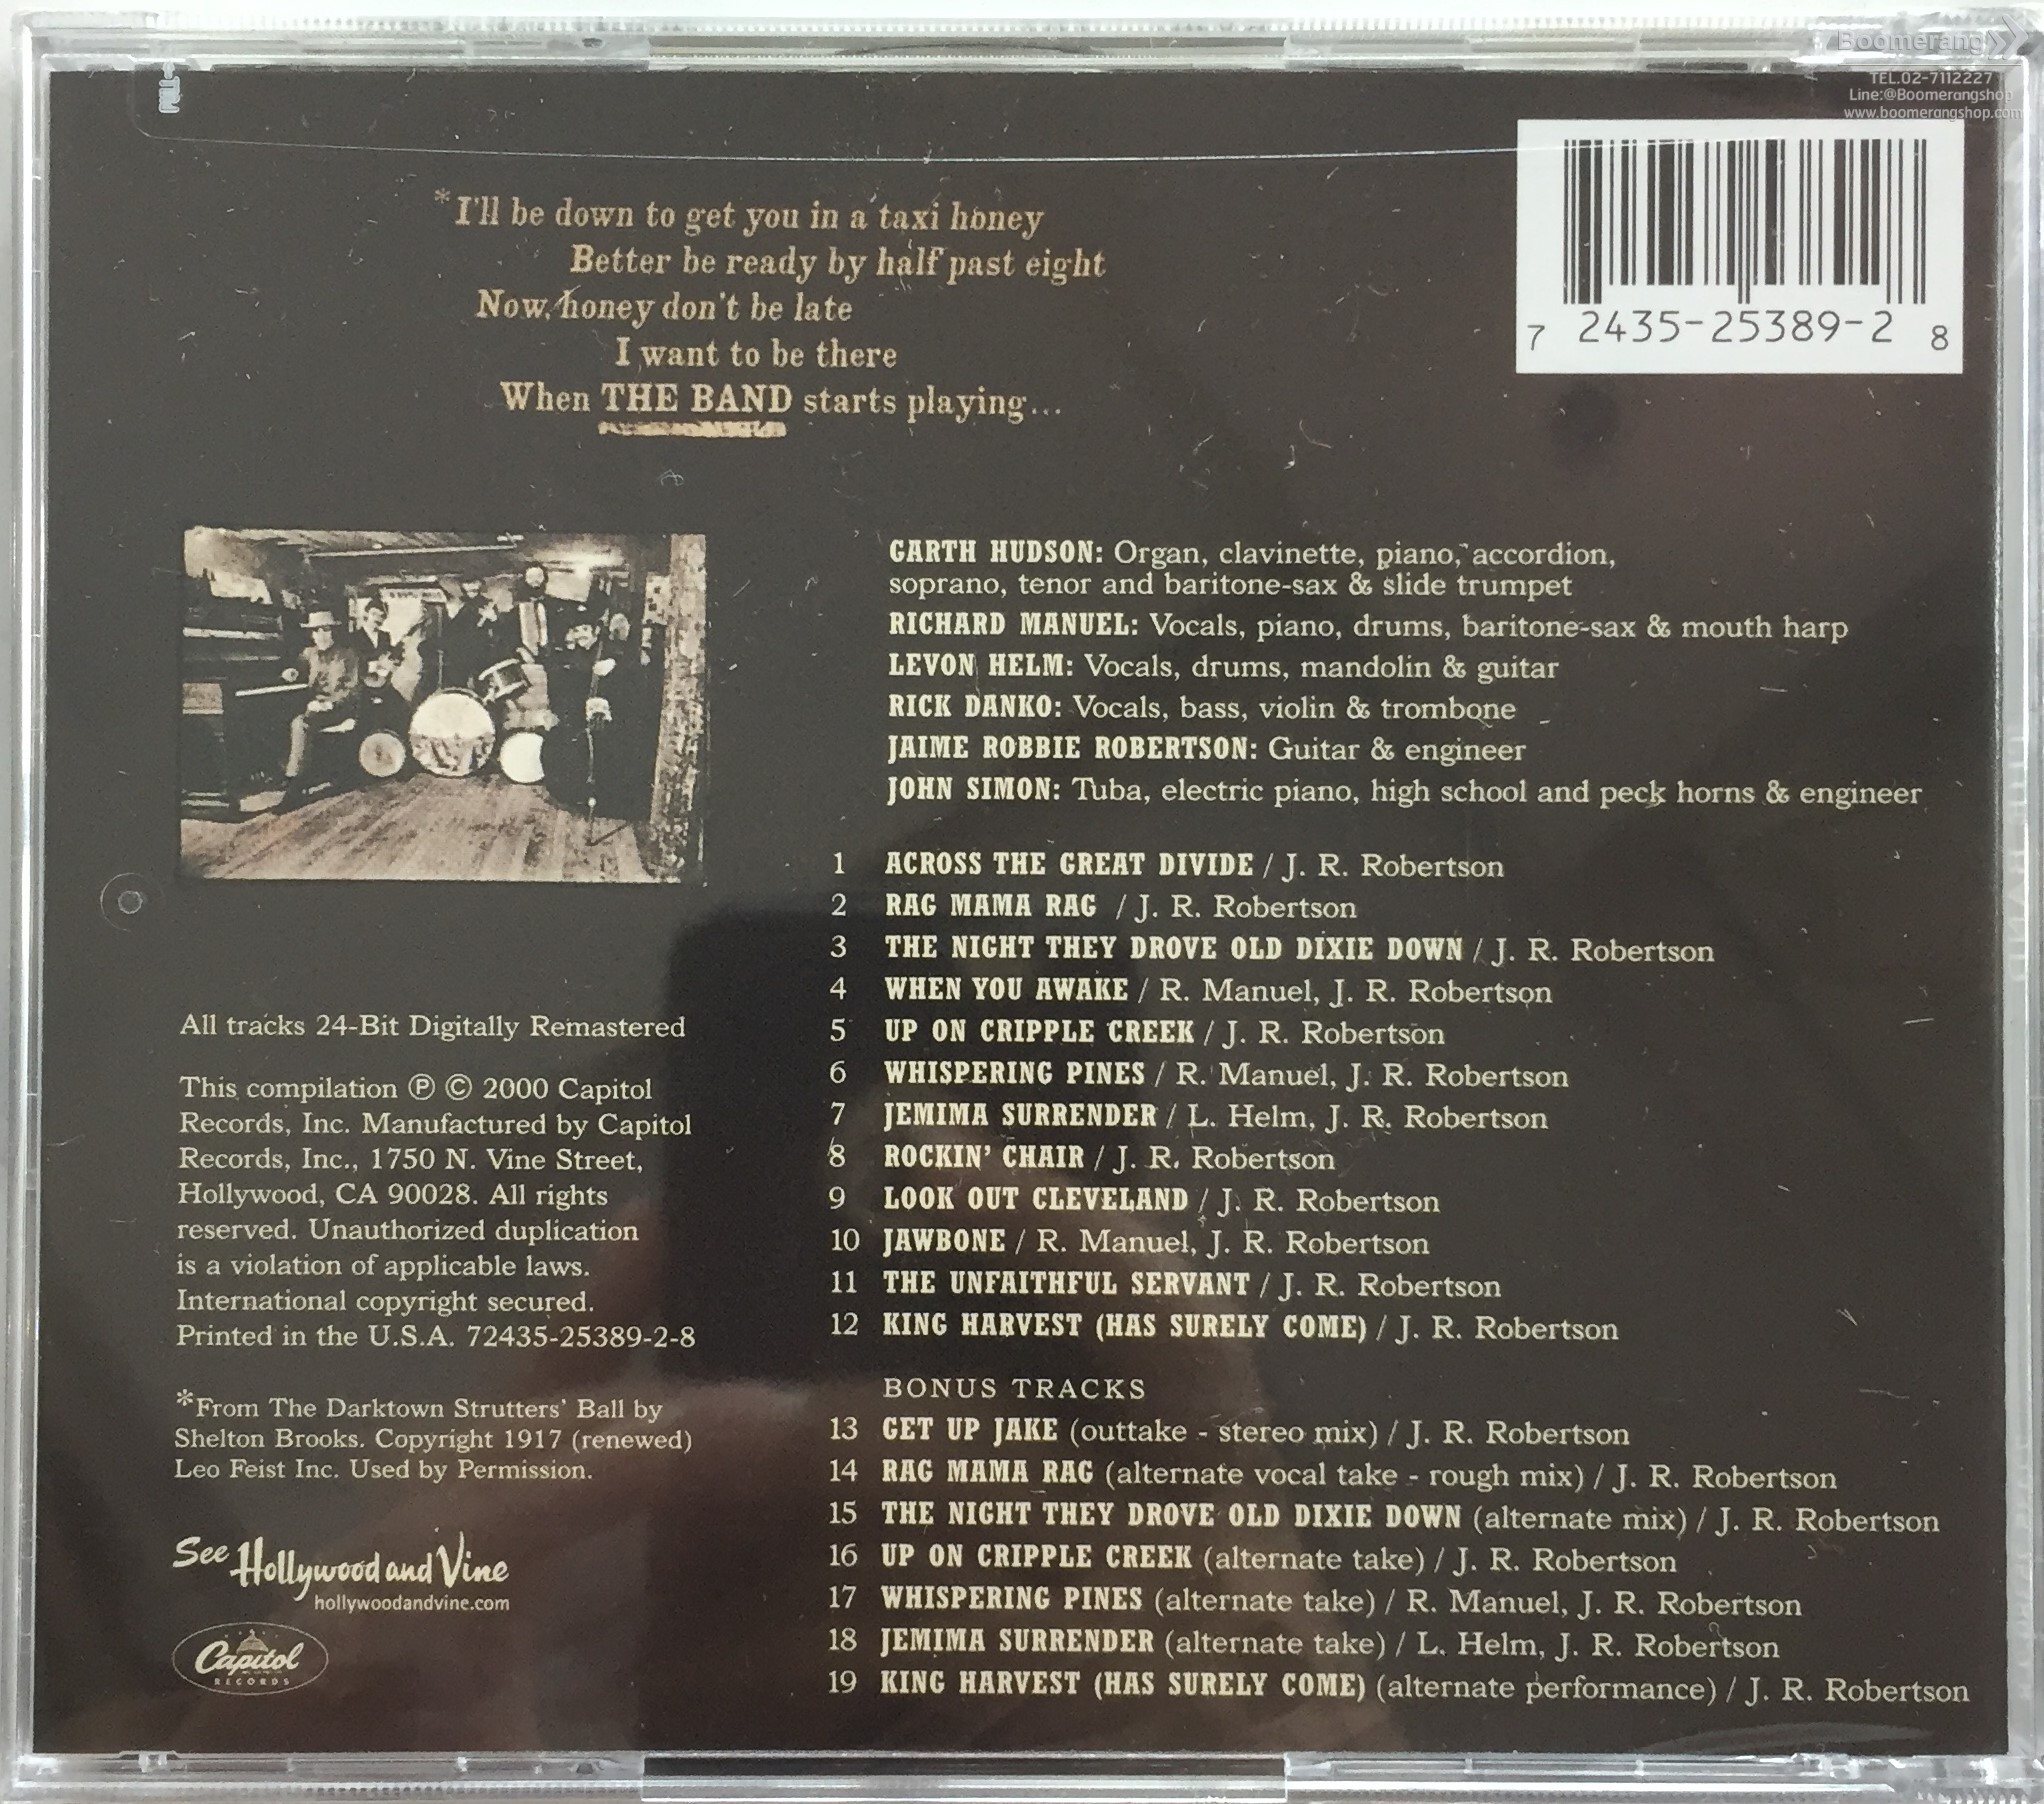 Boomerang
TEL.02-7112227
Line:@Boomerangshop
www.boomerangshop.com
*I'll be down to get you in a taxi honey
Better be ready by half past eight
Now, honey don't be late
I want to be there
When THE BAND starts playing...
7 2435-25389-2 8
GARTH HUDSON: Organ, clavinette, piano, accordion,
soprano, tenor and baritone-sax & slide trumpet
RICHARD MANUEL: Vocals, piano, drums, baritone-sax & mouth harp
LEVON HELM: Vocals, drums, mandolin & guitar
RICK DANKO: Vocals, bass, violin & trombone
JAIME ROBBIE ROBERTSON: Guitar & engineer
JOHN SIMON: Tuba, electric piano, high school and peck horns & engineer
1 ACROSS THE GREAT DIVIDE / J. R. Robertson
2 RAG MAMA RAG / J. R. Robertson
3 THE NIGHT THEY DROVE OLD DIXIE DOWN / J. R. Robertson
4 WHEN YOU AWAKE / R. Manuel, J. R. Robertson
5 UP ON CRIPPLE CREEK / J. R. Robertson
6 WHISPERING PINES / R. Manuel, J. R. Robertson
7 JEMIMA SURRENDER / L. Helm, J. R. Robertson
8 ROCKIN' CHAIR / J. R. Robertson
9 LOOK OUT CLEVELAND / J. R. Robertson
10 JAWBONE / R. Manuel, J. R. Robertson
11 THE UNFAITHFUL SERVANT / J. R. Robertson
12 KING HARVEST (HAS SURELY COME) / J. R. Robertson
BONUS TRACKS
13 GET UP JAKE (outtake - stereo mix) / J. R. Robertson
14 RAG MAMA RAG (alternate vocal take - rough mix) / J. R. Robertson
15 THE NIGHT THEY DROVE OLD DIXIE DOWN (alternate mix) / J. R. Robertson
16 UP ON CRIPPLE CREEK (alternate take) / J. R. Robertson
17 WHISPERING PINES (alternate take) / R. Manuel, J. R. Robertson
18 JEMIMA SURRENDER (alternate take) / L. Helm, J. R. Robertson
19 KING HARVEST (HAS SURELY COME) (alternate performance) / J. R. Robertson
All tracks 24-Bit Digitally Remastered
This compilation ℗ © 2000 Capitol
Records, Inc. Manufactured by Capitol
Records, Inc., 1750 N. Vine Street,
Hollywood, CA 90028. All rights
reserved. Unauthorized duplication
is a violation of applicable laws.
International copyright secured.
Printed in the U.S.A. 72435-25389-2-8
*From The Darktown Strutters' Ball by
Shelton Brooks. Copyright 1917 (renewed)
Leo Feist Inc. Used by Permission.
See Hollywood and Vine
hollywoodandvine.com
Capitol
RECORDS